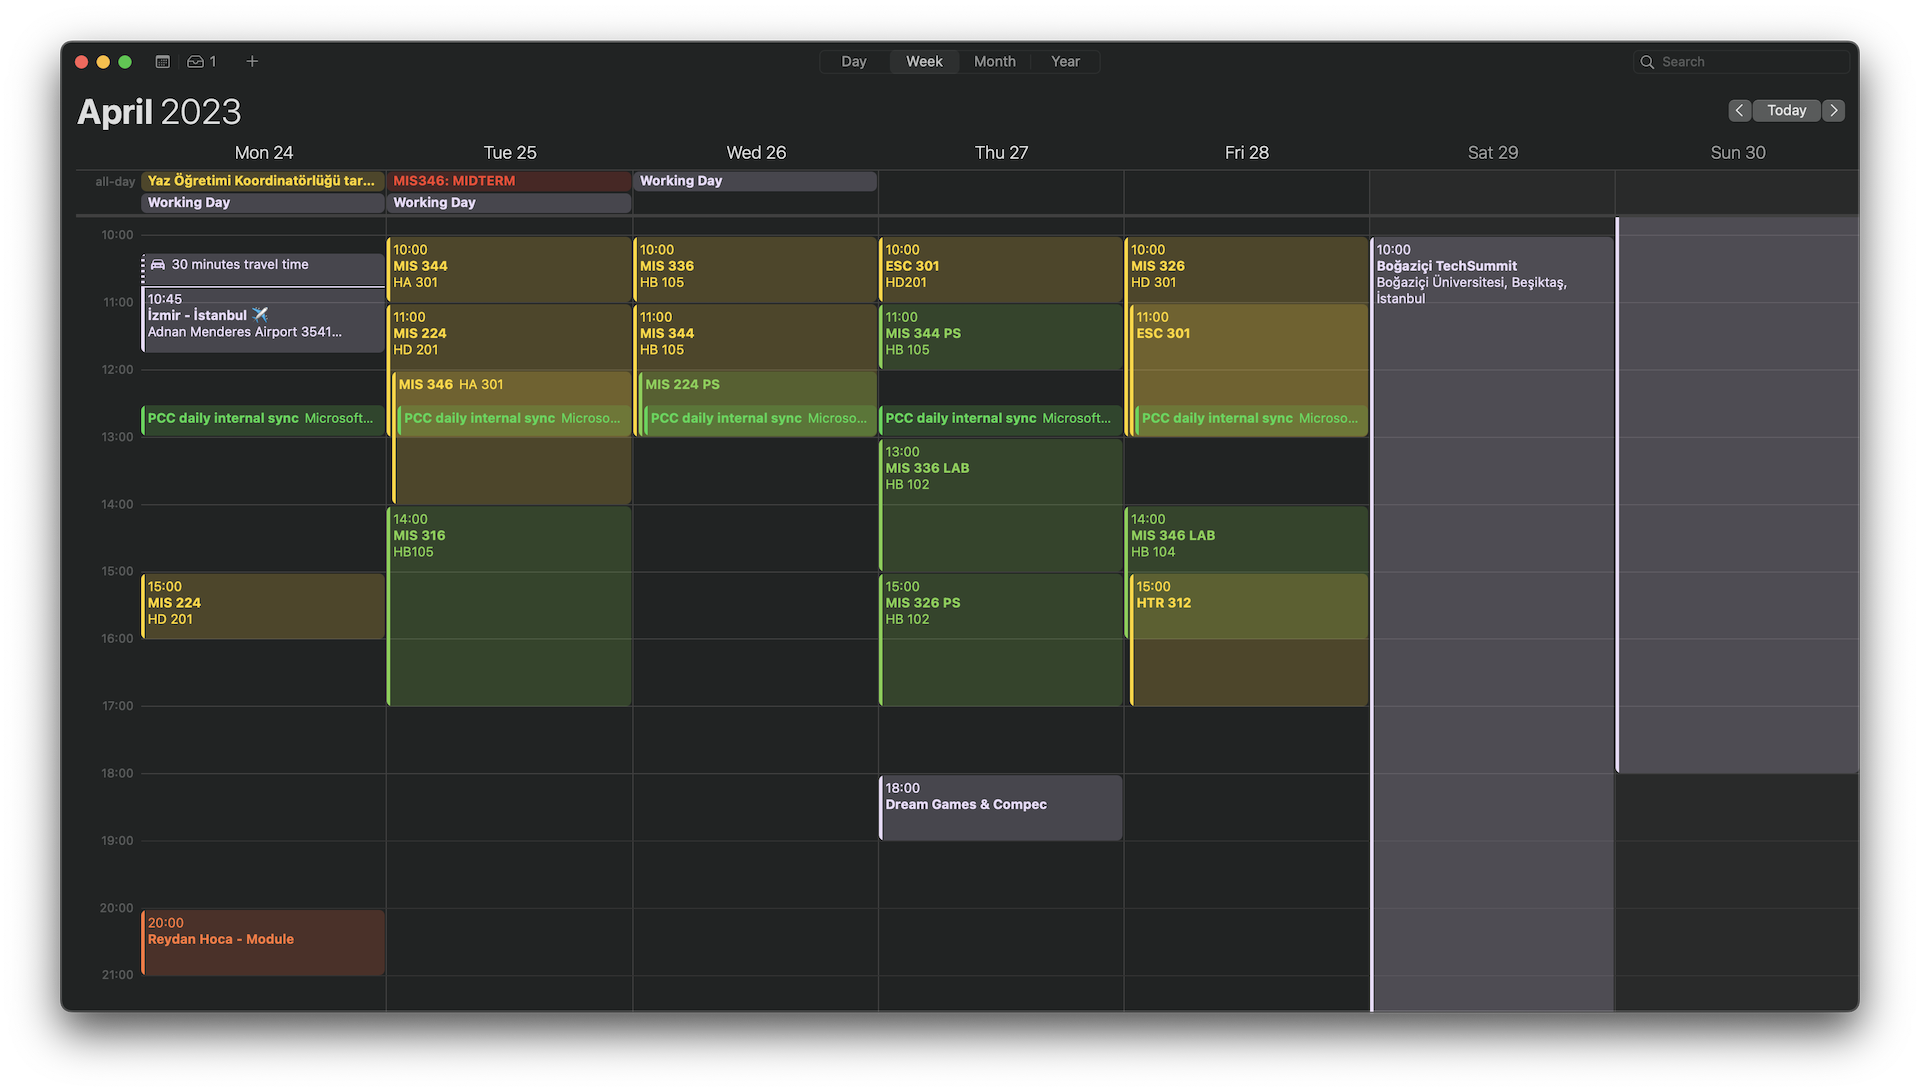 1
Day
Week
Month
Year
Search
April 2023
Today
Mon 24
Tue 25
Wed 26
Thu 27
Fri 28
Sat 29
Sun 30
all-day
Yaz Öğretimi Koordinatörlüğü tar...
MIS346: MIDTERM
Working Day
Working Day
Working Day
10:00
11:00
12:00
13:00
14:00
15:00
16:00
17:00
18:00
19:00
20:00
21:00
30 minutes travel time
10:45
İzmir - İstanbul ✈️
Adnan Menderes Airport 3541...
PCC daily internal sync Microsoft...
15:00
MIS 224
HD 201
20:00
Reydan Hoca - Module
10:00
MIS 344
HA 301
11:00
MIS 224
HD 201
MIS 346 HA 301
PCC daily internal sync Microso...
14:00
MIS 316
HB105
10:00
MIS 336
HB 105
11:00
MIS 344
HB 105
MIS 224 PS
PCC daily internal sync Microso...
10:00
ESC 301
HD201
11:00
MIS 344 PS
HB 105
PCC daily internal sync Microsoft...
13:00
MIS 336 LAB
HB 102
15:00
MIS 326 PS
HB 102
18:00
Dream Games & Compec
10:00
MIS 326
HD 301
11:00
ESC 301
PCC daily internal sync Microso...
14:00
MIS 346 LAB
HB 104
15:00
HTR 312
10:00
Boğaziçi TechSummit
Boğaziçi Üniversitesi, Beşiktaş,
İstanbul